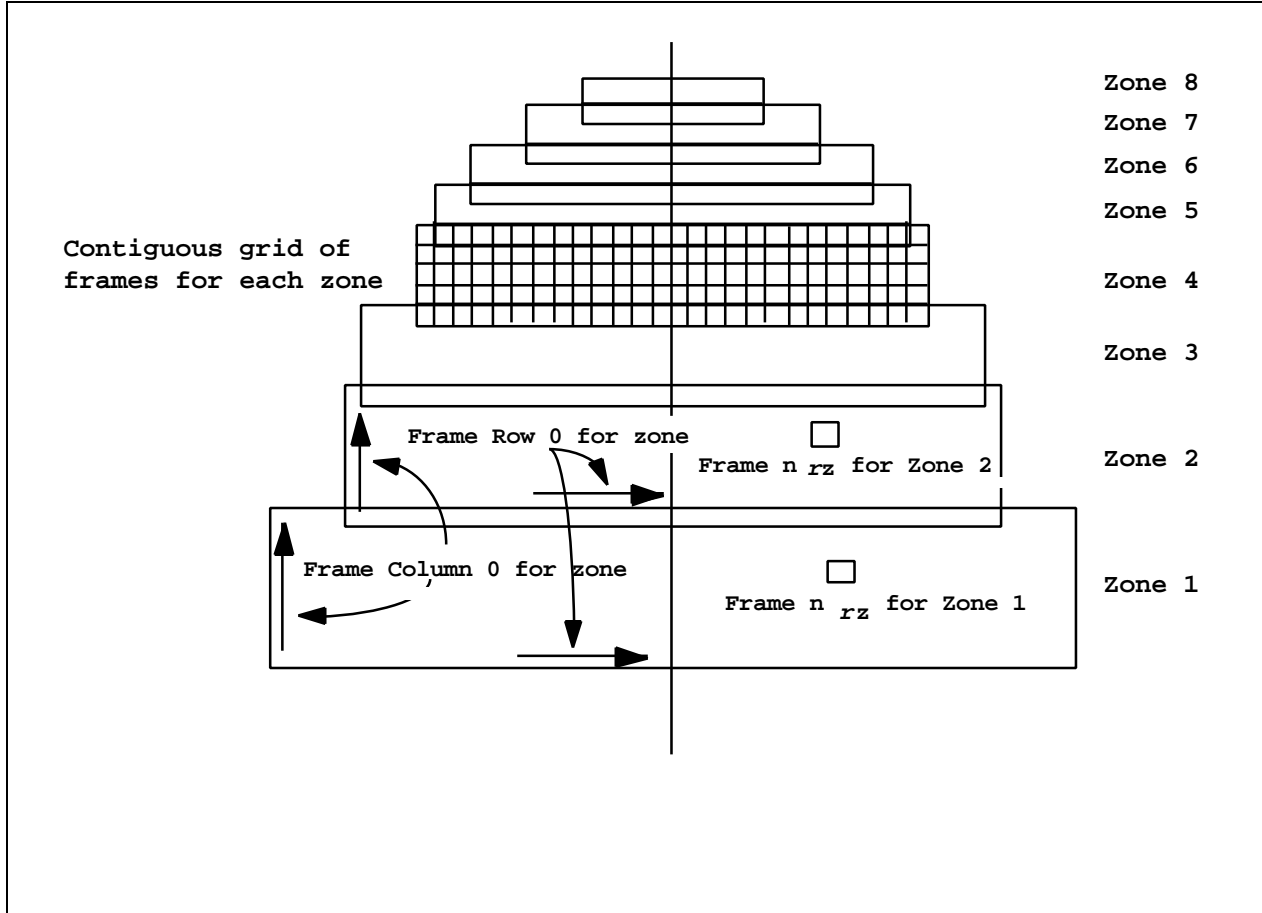 Zone 8
Zone 7
Zone 6
Zone 5
Contiguous grid of
frames for each zone
Zone 4
Zone 3
Frame Row 0 for zone
Frame n rz for Zone 2
Zone 2
Frame Column 0 for zone
Zone 1
Frame n rz for Zone 1